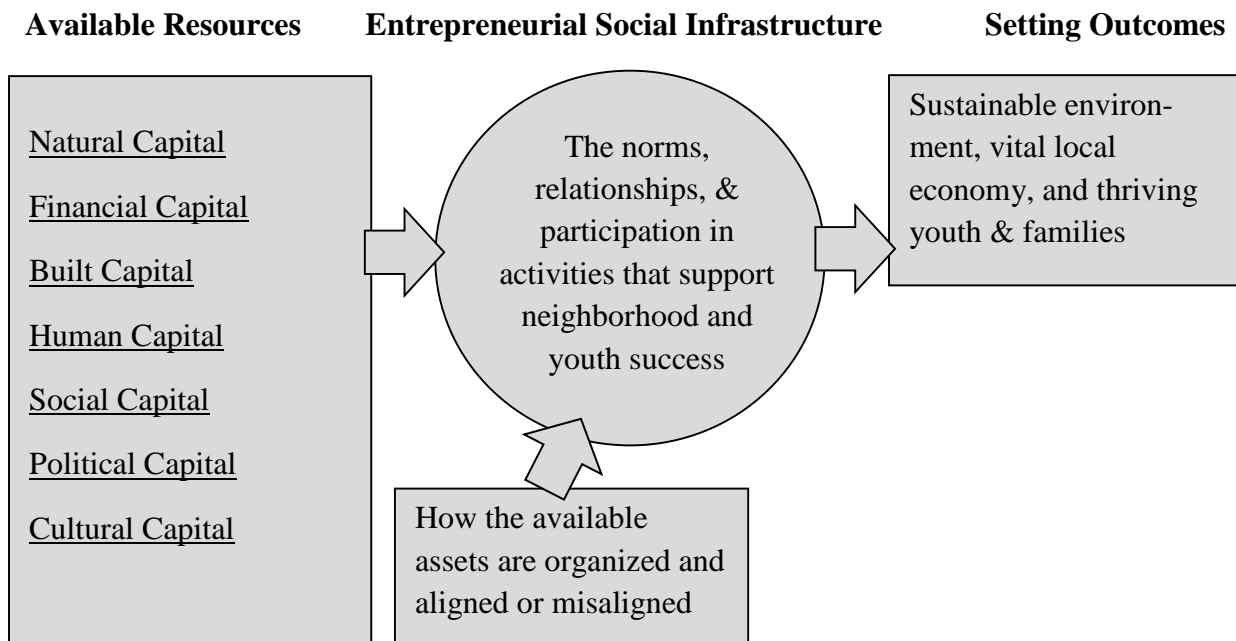 Available Resources
Entrepreneurial Social Infrastructure
Setting Outcomes
Natural Capital
Financial Capital
Built Capital
Human Capital
Social Capital
Political Capital
Cultural Capital
The norms,
relationships, &
participation in
activities that support
neighborhood and
youth success
How the available
assets are organized and
aligned or misaligned
Sustainable environ-
ment, vital local
economy, and thriving
youth & families